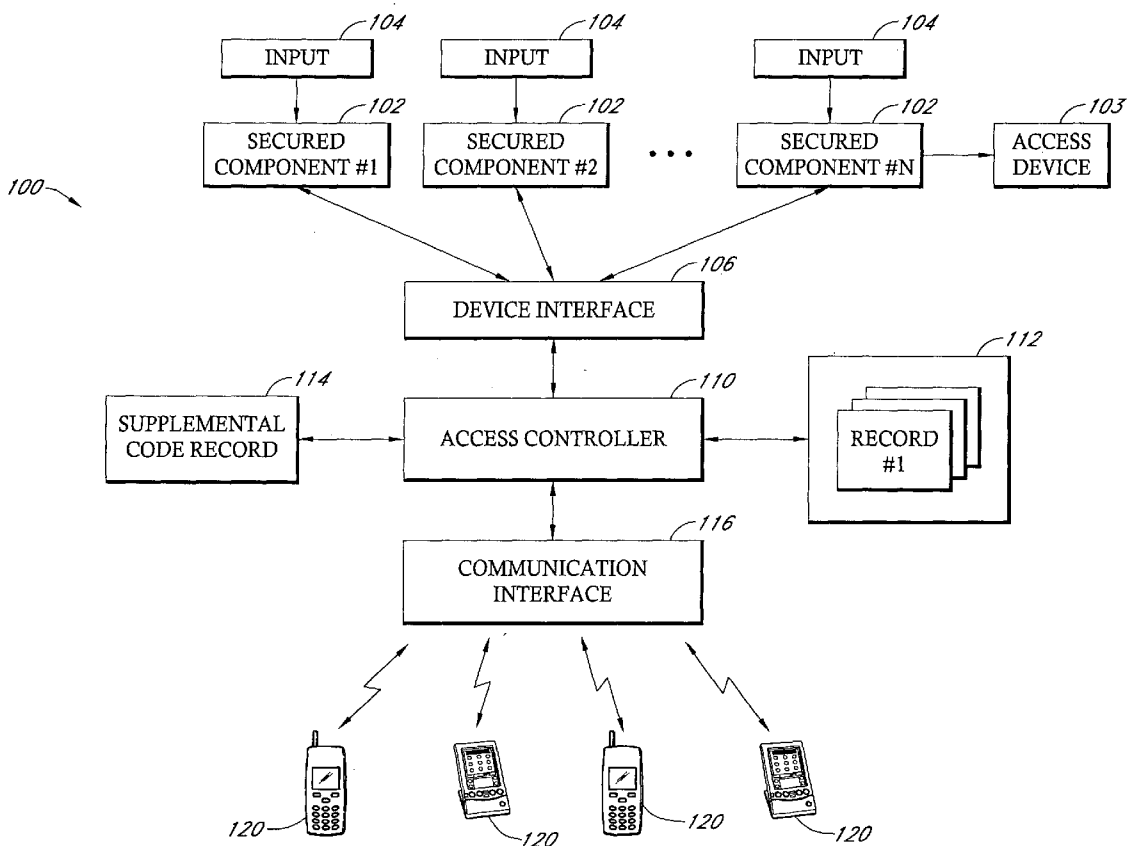 104
104
104
INPUT
INPUT
INPUT
102
102
102
103
SECURED
COMPONENT #1
SECURED
COMPONENT #2
• • •
SECURED
COMPONENT #N
ACCESS
DEVICE
100
106
DEVICE INTERFACE
114
110
112
SUPPLEMENTAL
CODE RECORD
ACCESS CONTROLLER
RECORD
#1
116
COMMUNICATION
INTERFACE
120
120
120
120